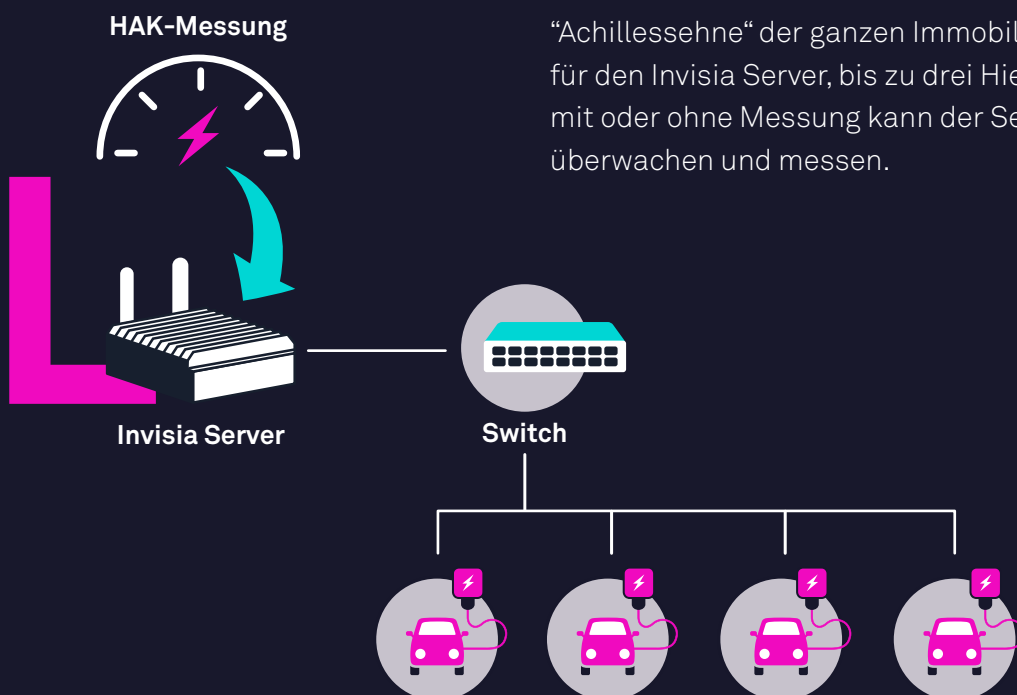 HAK-Messung
“Achillessehne“ der ganzen Immobil
für den Invisia Server, bis zu drei Hie
mit oder ohne Messung kann der Se
überwachen und messen.
Invisia Server
Switch